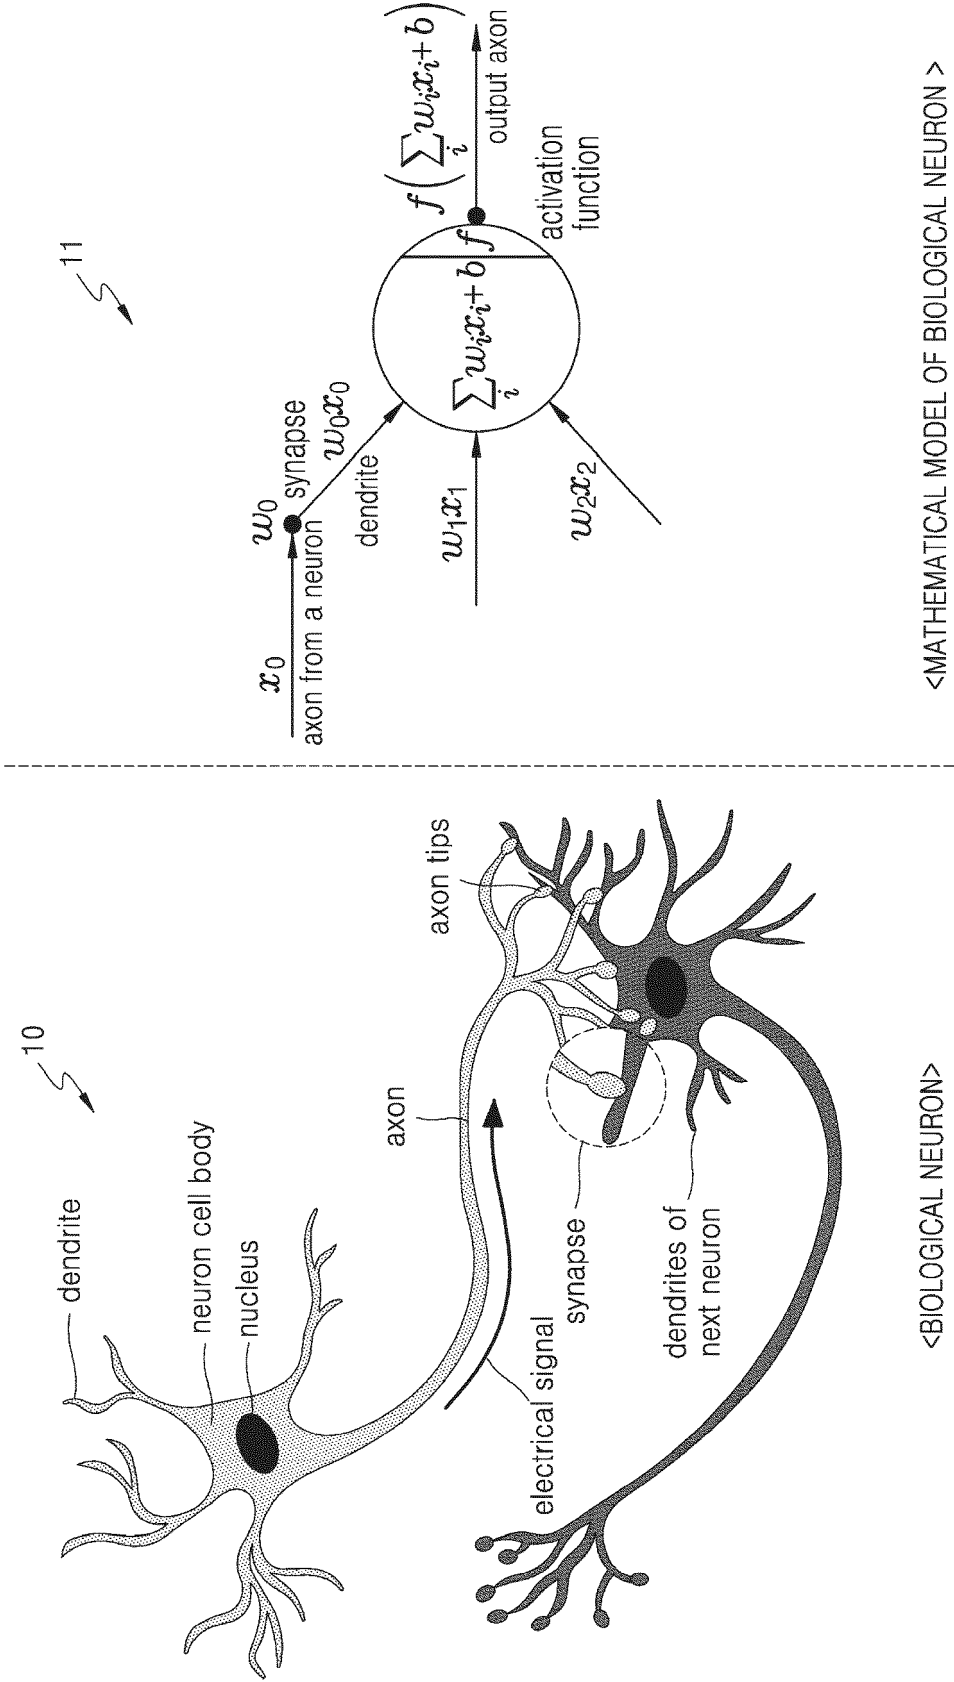 10
dendrite
neuron cell body
nucleus
axon
axon tips
electrical signal
synapse
dendrites of
next neuron
<BIOLOGICAL NEURON>
11
x0
axon from a neuron
w0
synapse
w0x0
dendrite
w1x1
w2x2
∑i wixi+b
f
f(∑i wixi+b)
output axon
activation
function
<MATHEMATICAL MODEL OF BIOLOGICAL NEURON >